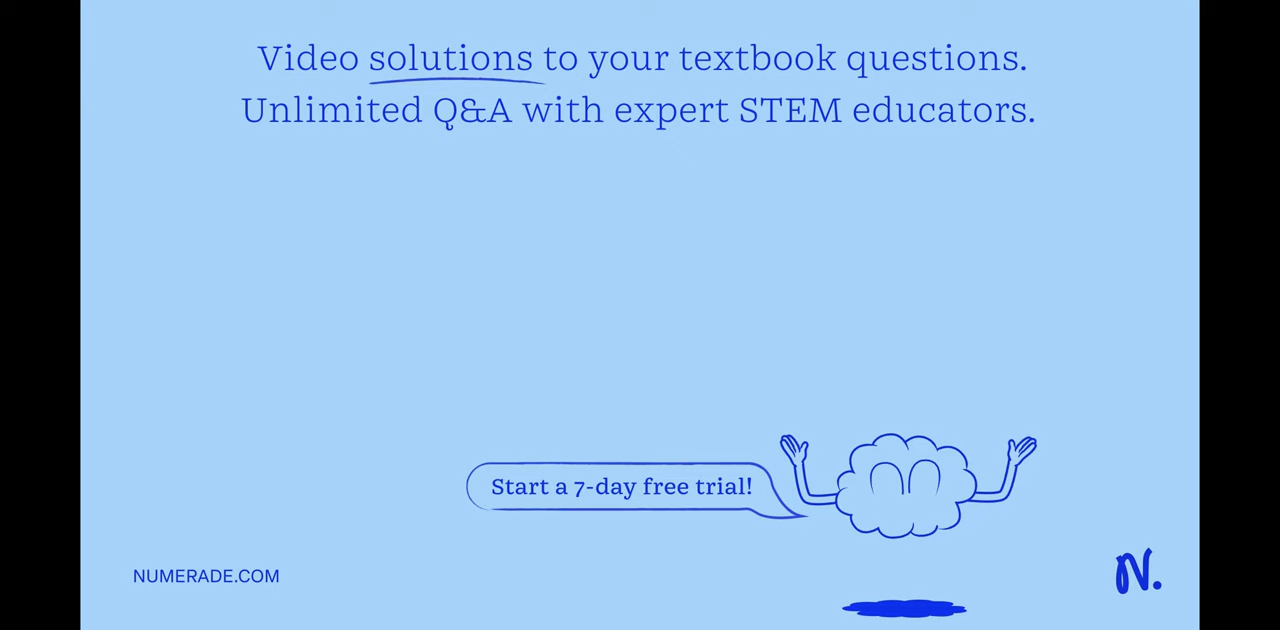 Video solutions to your textbook questions.
Unlimited Q&A with expert STEM educators.
Start a 7-day free trial!
NUMERADE.COM
N.